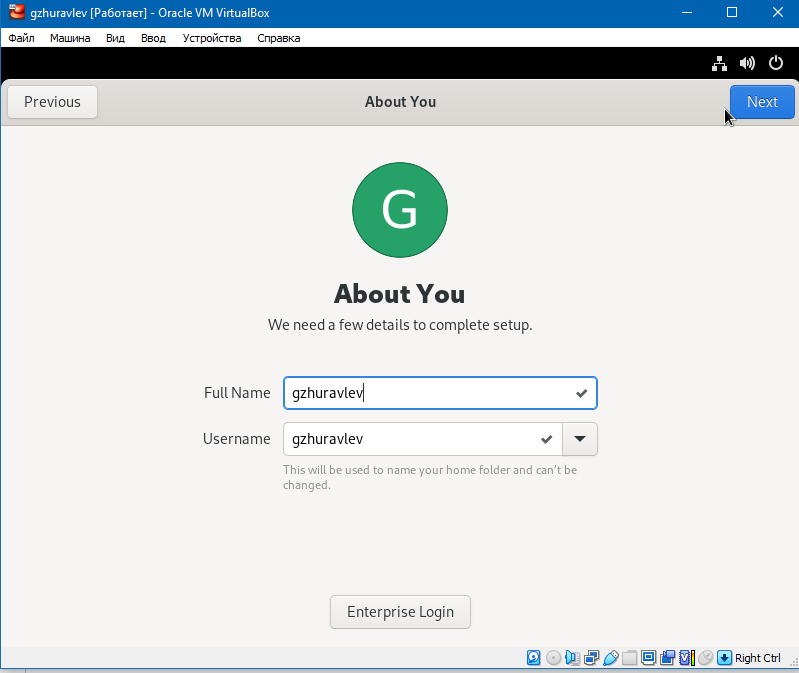 gzhuravlev [Работает] - Oracle VM VirtualBox
Файл Машина Вид Ввод Устройства Справка
Previous About You Next
G
About You
We need a few details to complete setup.
Full Name gzhuravlev
Username gzhuravlev
This will be used to name your home folder and can't be
changed.
Enterprise Login
Right Ctrl